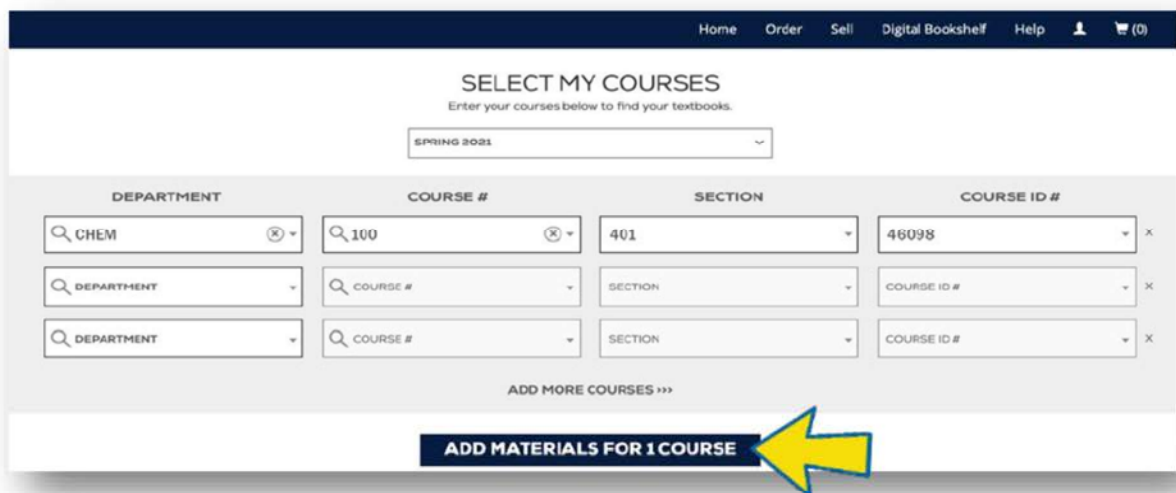 Home Order Sell Digital Bookshelf Help (0)
SELECT MY COURSES
Enter your courses below to find your textbooks.
SPRING 2021
DEPARTMENT COURSE # SECTION COURSE ID #
CHEM 100 401 46098 x
DEPARTMENT COURSE # SECTION COURSE ID # x
DEPARTMENT COURSE # SECTION COURSE ID # x
ADD MORE COURSES >>>
ADD MATERIALS FOR 1 COURSE